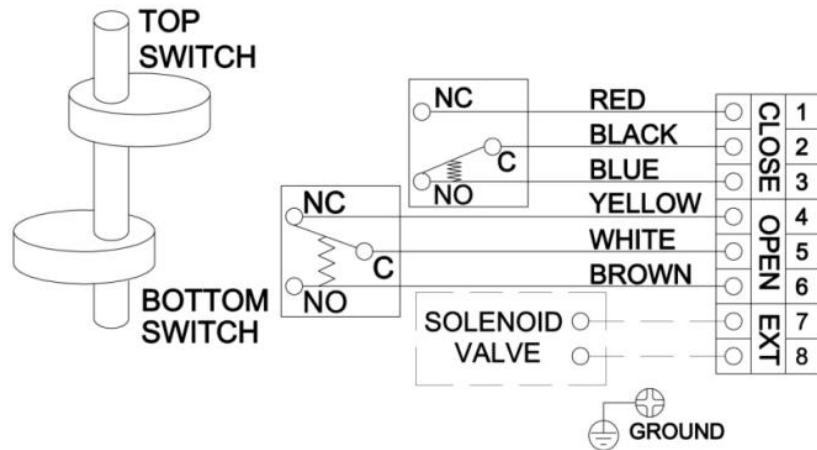 TOP
SWITCH
NC
RED
1
BLACK
2
C
BLUE
3
NO
CLOSE
NC
YELLOW
4
WHITE
5
C
BROWN
6
NO
OPEN
BOTTOM
SWITCH
SOLENOID
VALVE
7
8
EXT
GROUND